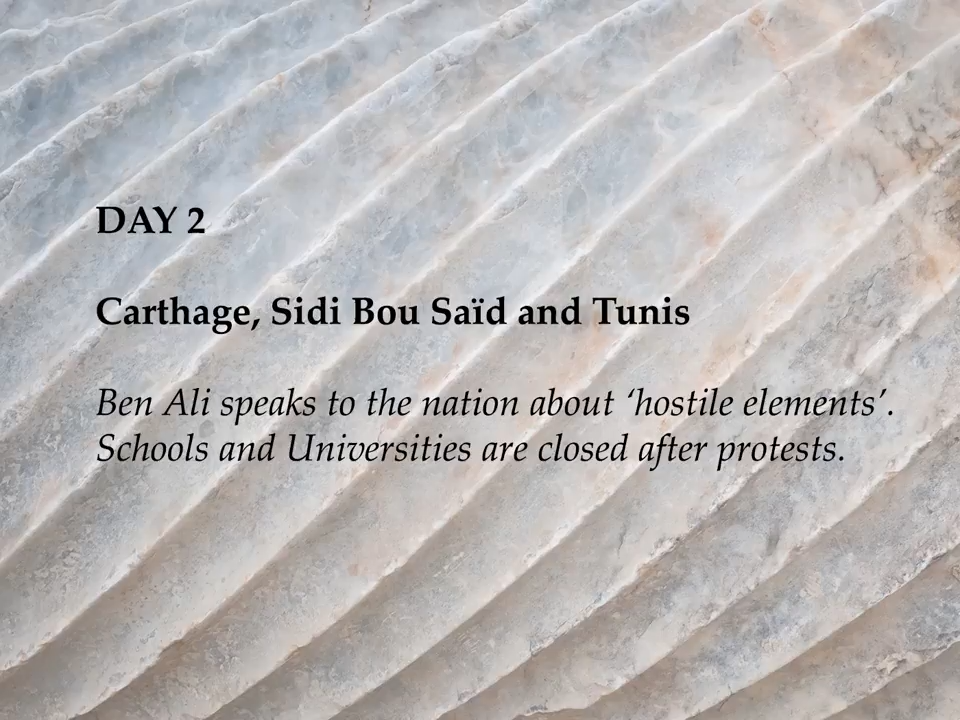 DAY 2
Carthage, Sidi Bou Saïd and Tunis
Ben Ali speaks to the nation about ‘hostile elements’.
Schools and Universities are closed after protests.